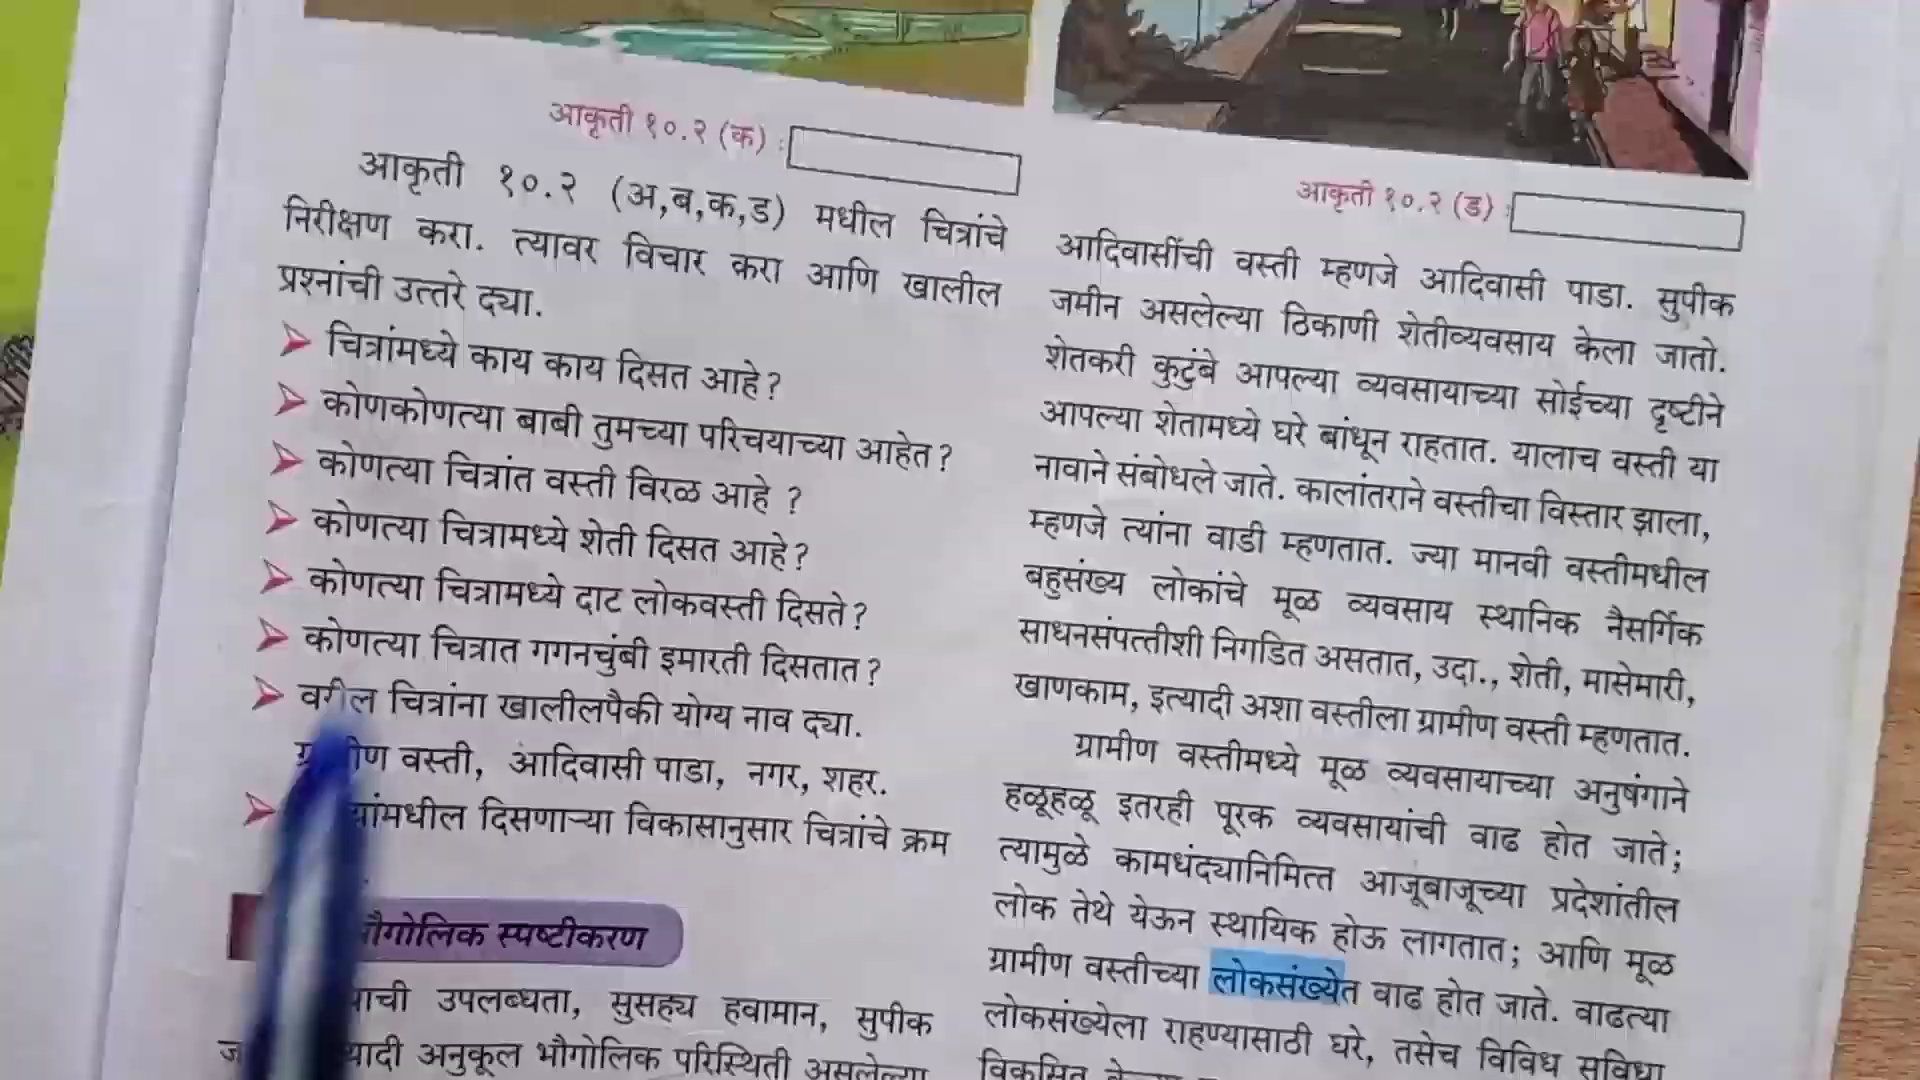 आकृती १०.२ (क) :
आकृती १०.२ (अ,ब,क,ड) मधील चित्रांचे
निरीक्षण करा. त्यावर विचार करा आणि खालील
प्रश्नांची उत्तरे द्या.
➤ चित्रांमध्ये काय काय दिसत आहे?
➤ कोणकोणत्या बाबी तुमच्या परिचयाच्या आहेत?
➤ कोणत्या चित्रांत वस्ती विरळ आहे ?
➤ कोणत्या चित्रामध्ये शेती दिसत आहे?
➤ कोणत्या चित्रामध्ये दाट लोकवस्ती दिसते?
➤ कोणत्या चित्रात गगनचुंबी इमारती दिसतात?
➤ वरील चित्रांना खालीलपैकी योग्य नाव द्या.
वस्ती, आदिवासी पाडा, नगर, शहर.
➤ दिसणाऱ्या विकासानुसार चित्रांचे क्रम
भौगोलिक स्पष्टीकरण
उपलब्धता, सुसह्य हवामान, सुपीक
अनुकूल भौगोलिक परिस्थिती असलेल्या
आकृती १०.२ (ड) :
आदिवासींची वस्ती म्हणजे आदिवासी पाडा. सुपीक
जमीन असलेल्या ठिकाणी शेतीव्यवसाय केला जातो.
शेतकरी कुटुंबे आपल्या व्यवसायाच्या सोईच्या दृष्टीने
आपल्या शेतामध्ये घरे बांधून राहतात. यालाच वस्ती या
नावाने संबोधले जाते. कालांतराने वस्तीचा विस्तार झाला,
म्हणजे त्यांना वाडी म्हणतात. ज्या मानवी वस्तीमधील
बहुसंख्य लोकांचे मूळ व्यवसाय स्थानिक नैसर्गिक
साधनसंपत्तीशी निगडित असतात, उदा., शेती, मासेमारी,
खाणकाम, इत्यादी अशा वस्तीला ग्रामीण वस्ती म्हणतात.
ग्रामीण वस्तीमध्ये मूळ व्यवसायाच्या अनुषंगाने
हळूहळू इतरही पूरक व्यवसायांची वाढ होत जाते;
त्यामुळे कामधंद्यानिमित्त आजूबाजूच्या प्रदेशांतील
लोक तेथे येऊन स्थायिक होऊ लागतात; आणि मूळ
ग्रामीण वस्तीच्या लोकसंख्येत वाढ होत जाते. वाढत्या
लोकसंख्येला राहण्यासाठी घरे, तसेच विविध सुविधा